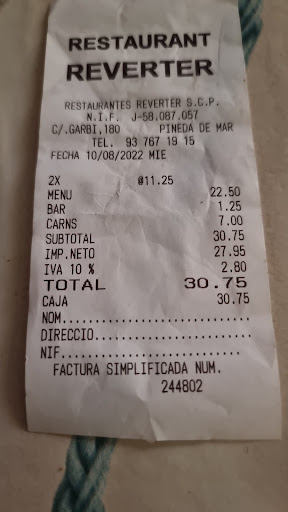 RESTAURANT
REVERTER
RESTAURANTES REVERTER S.C.P.
N.I.F. J-58.087.057
C/.GARBI,180 PINEDA DE MAR
TEL. 93 767 19 15
FECHA 10/08/2022 MIE
2X @11.25
MENU 22.50
BAR 1.25
CARNS 7.00
SUBTOTAL 30.75
IMP.NETO 27.95
IVA 10 % 2.80
TOTAL 30.75
CAJA 30.75
NOM..............................
DIRECCIO.........................
NIF..............................
FACTURA SIMPLIFICADA NUM.
244802